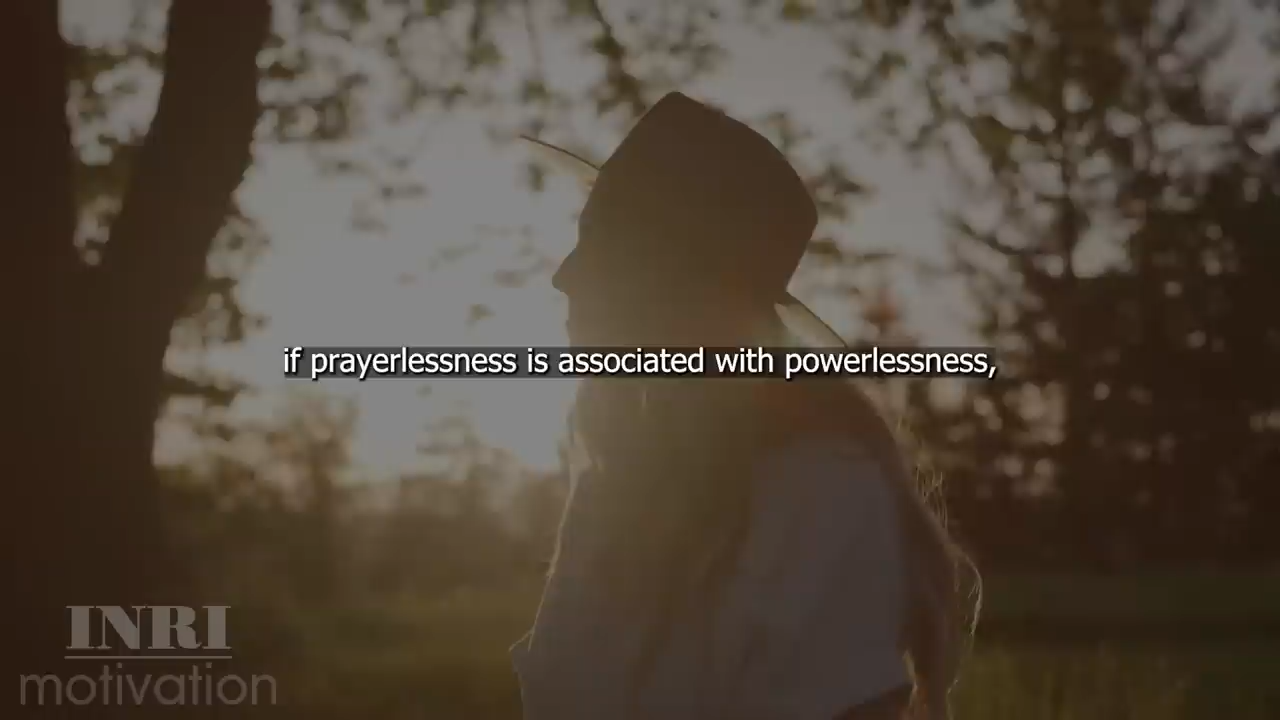 if prayerlessness is associated with powerlessness,
INRI
motivation